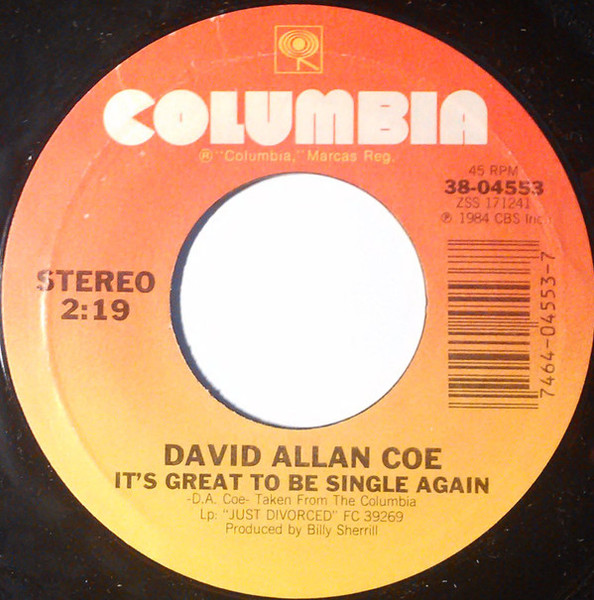 COLUMBIA
® "Columbia," Marcas Reg.
45 RPM
38-04553
ZSS 171241
℗ 1984 CBS Inc.
STEREO
2:19
7464-04553-7
DAVID ALLAN COE
IT'S GREAT TO BE SINGLE AGAIN
-D.A. Coe- Taken From The Columbia
Lp: "JUST DIVORCED" FC 39269
Produced by Billy Sherrill